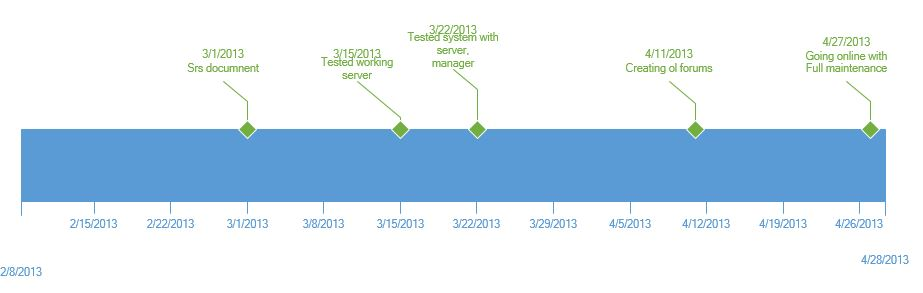 3/1/2013
Srs documnent
3/15/2013
Tested working
server
3/22/2013
Tested system with
server,
manager
4/11/2013
Creating ol forums
4/27/2013
Going online with
Full maintenance
2/15/2013
2/22/2013
3/1/2013
3/8/2013
3/15/2013
3/22/2013
3/29/2013
4/5/2013
4/12/2013
4/19/2013
4/26/2013
2/8/2013
4/28/2013